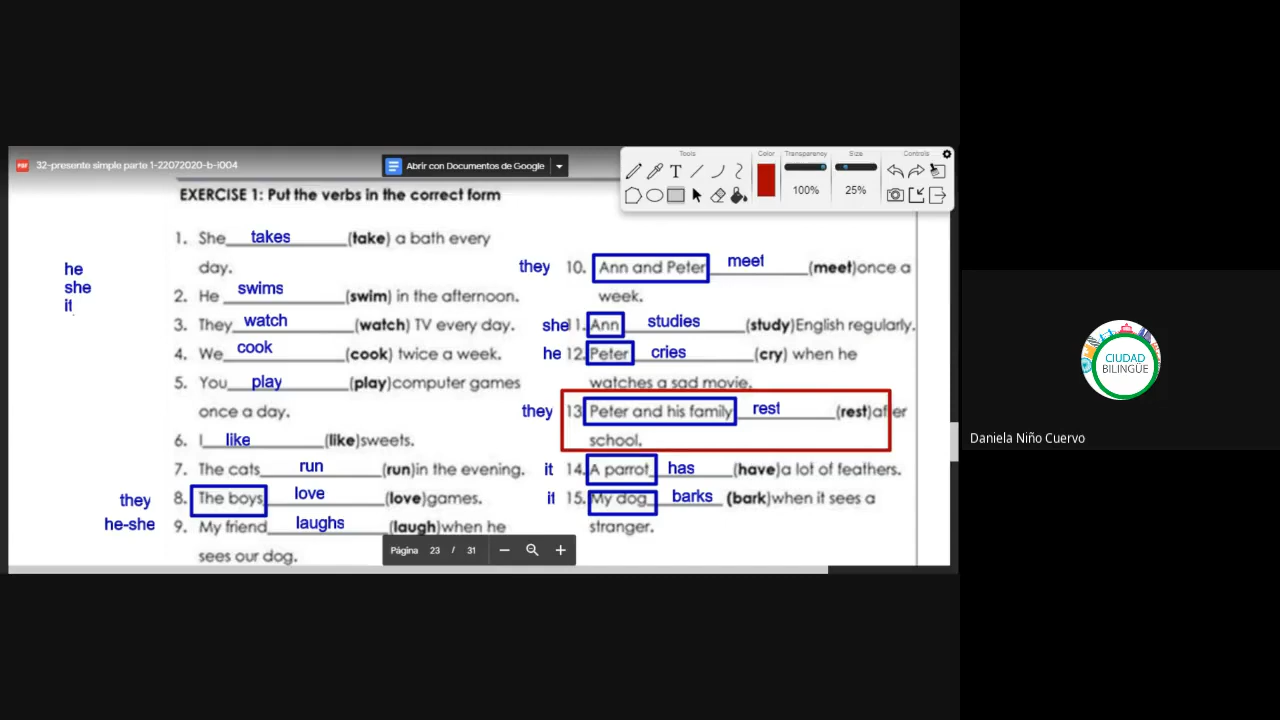 32-presente simple parte 1-22072020-b-i004
Abrir con Documentos de Google
Tools
Color
Transparency
Size
Controls
100%
25%
EXERCISE 1: Put the verbs in the correct form
he
she
it
1. She takes (take) a bath every
day.
2. He swims (swim) in the afternoon.
3. They watch (watch) TV every day.
4. We cook (cook) twice a week.
5. You play (play)computer games
once a day.
6. I like (like)sweets.
7. The cats run (run)in the evening.
they 8. The boys love (love)games.
he-she 9. My friend laughs (laugh)when he
sees our dog.
they 10. Ann and Peter meet (meet)once a
week.
she 11. Ann studies (study)English regularly.
he 12. Peter cries (cry) when he
watches a sad movie.
they 13 Peter and his family rest (rest)after
school.
it 14. A parrot has (have)a lot of feathers.
it 15. My dog barks (bark)when it sees a
stranger.
Página 23 / 31
CIUDAD
BILINGÜE
Daniela Niño Cuervo